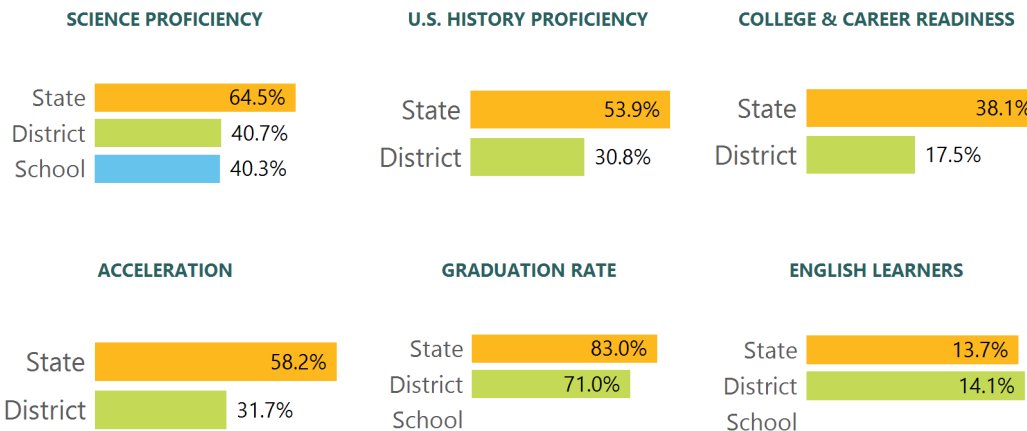 SCIENCE PROFICIENCY
State 64.5%
District 40.7%
School 40.3%
U.S. HISTORY PROFICIENCY
State 53.9%
District 30.8%
COLLEGE & CAREER READINESS
State 38.1%
District 17.5%
ACCELERATION
State 58.2%
District 31.7%
GRADUATION RATE
State 83.0%
District 71.0%
School
ENGLISH LEARNERS
State 13.7%
District 14.1%
School